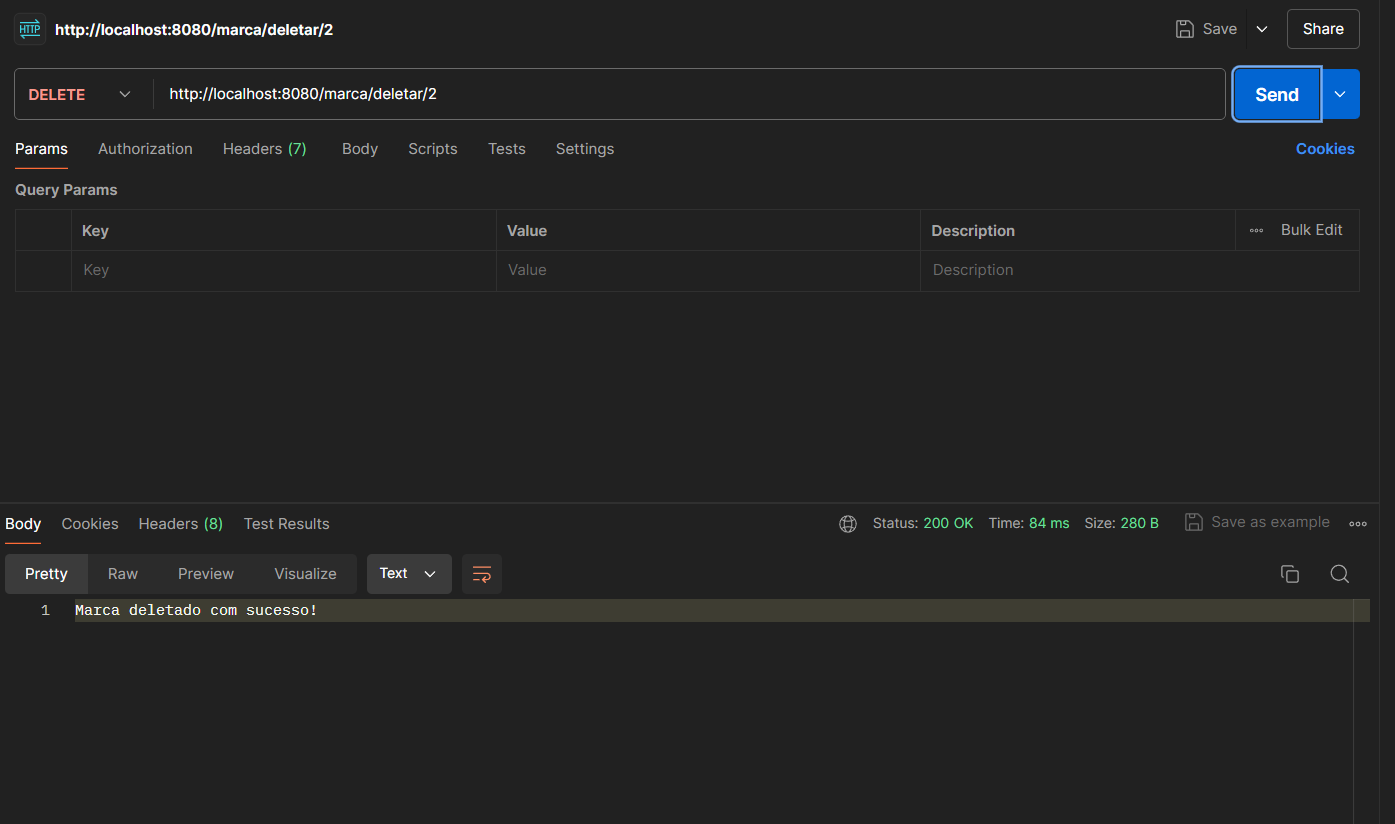 HTTP http://localhost:8080/marca/deletar/2 Save Share
DELETE http://localhost:8080/marca/deletar/2 Send
Params Authorization Headers (7) Body Scripts Tests Settings Cookies
Query Params
Key Value Description Bulk Edit
Key Value Description
Body Cookies Headers (8) Test Results Status: 200 OK Time: 84 ms Size: 280 B Save as example
Pretty Raw Preview Visualize Text
1 Marca deletado com sucesso!